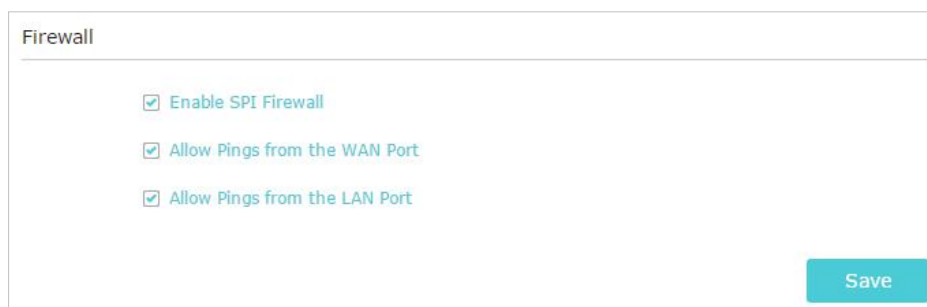 Firewall
Enable SPI Firewall
Allow Pings from the WAN Port
Allow Pings from the LAN Port
Save